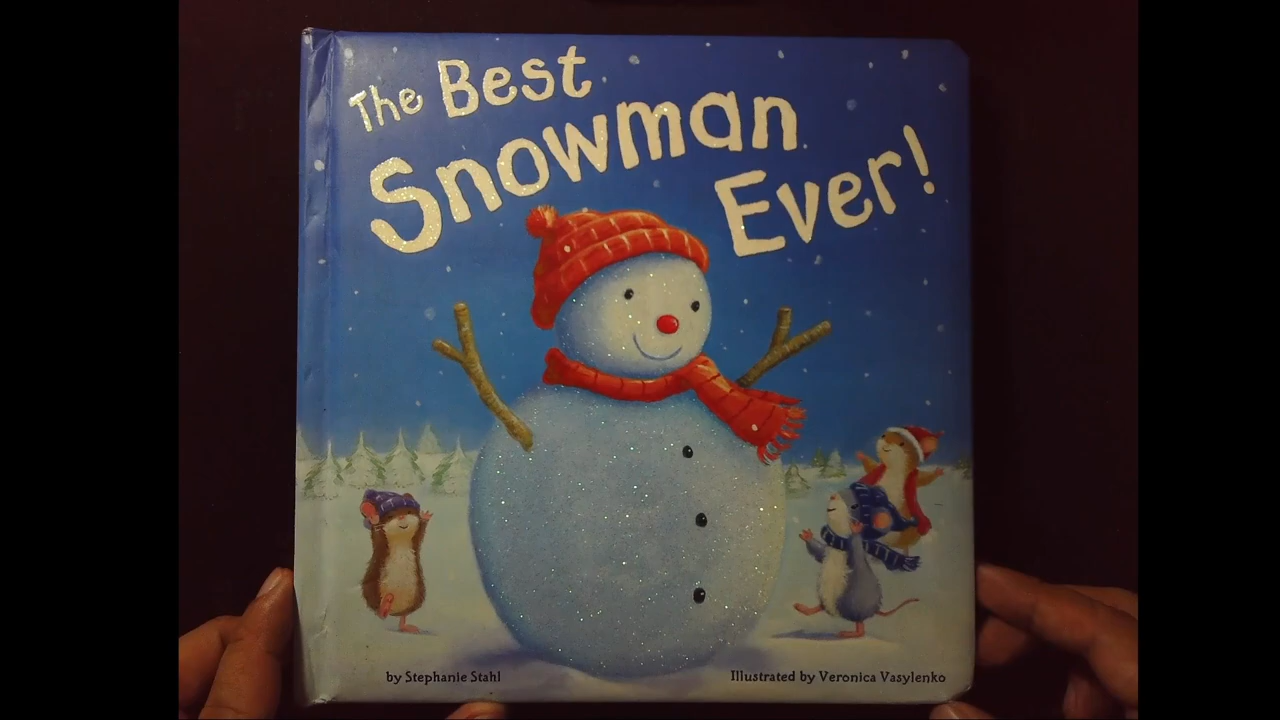 The Best
Snowman
Ever!
by Stephanie Stahl
Illustrated by Veronica Vasylenko